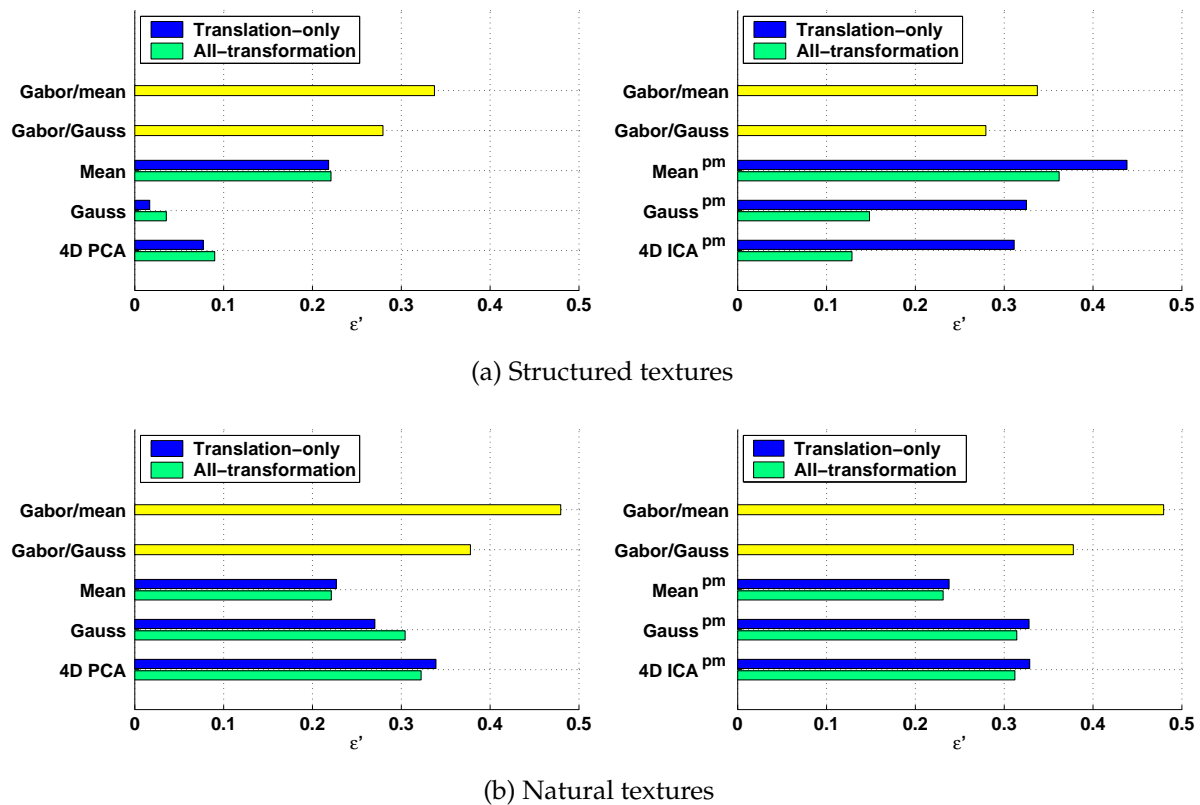 Translation−only
All−transformation
Gabor/mean
Gabor/Gauss
Mean
Gauss
4D PCA
0 0.1 0.2 0.3 0.4 0.5
ε’
Translation−only
All−transformation
Gabor/mean
Gabor/Gauss
Mean pm
Gauss pm
4D ICA pm
0 0.1 0.2 0.3 0.4 0.5
ε’
(a) Structured textures
Translation−only
All−transformation
Gabor/mean
Gabor/Gauss
Mean
Gauss
4D PCA
0 0.1 0.2 0.3 0.4 0.5
ε’
Translation−only
All−transformation
Gabor/mean
Gabor/Gauss
Mean pm
Gauss pm
4D ICA pm
0 0.1 0.2 0.3 0.4 0.5
ε’
(b) Natural textures